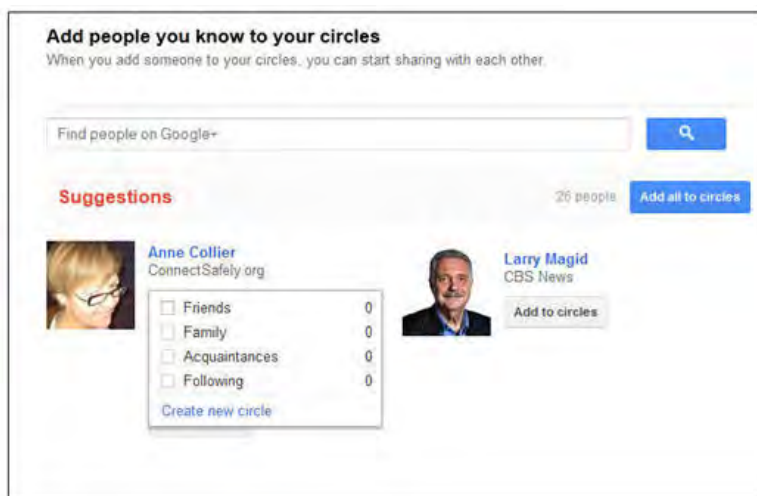 Add people you know to your circles
When you add someone to your circles, you can start sharing with each other.
Find people on Google+
Suggestions
26 people
Add all to circles
Anne Collier
ConnectSafely.org
Friends 0
Family 0
Acquaintances 0
Following 0
Create new circle
Larry Magid
CBS News
Add to circles